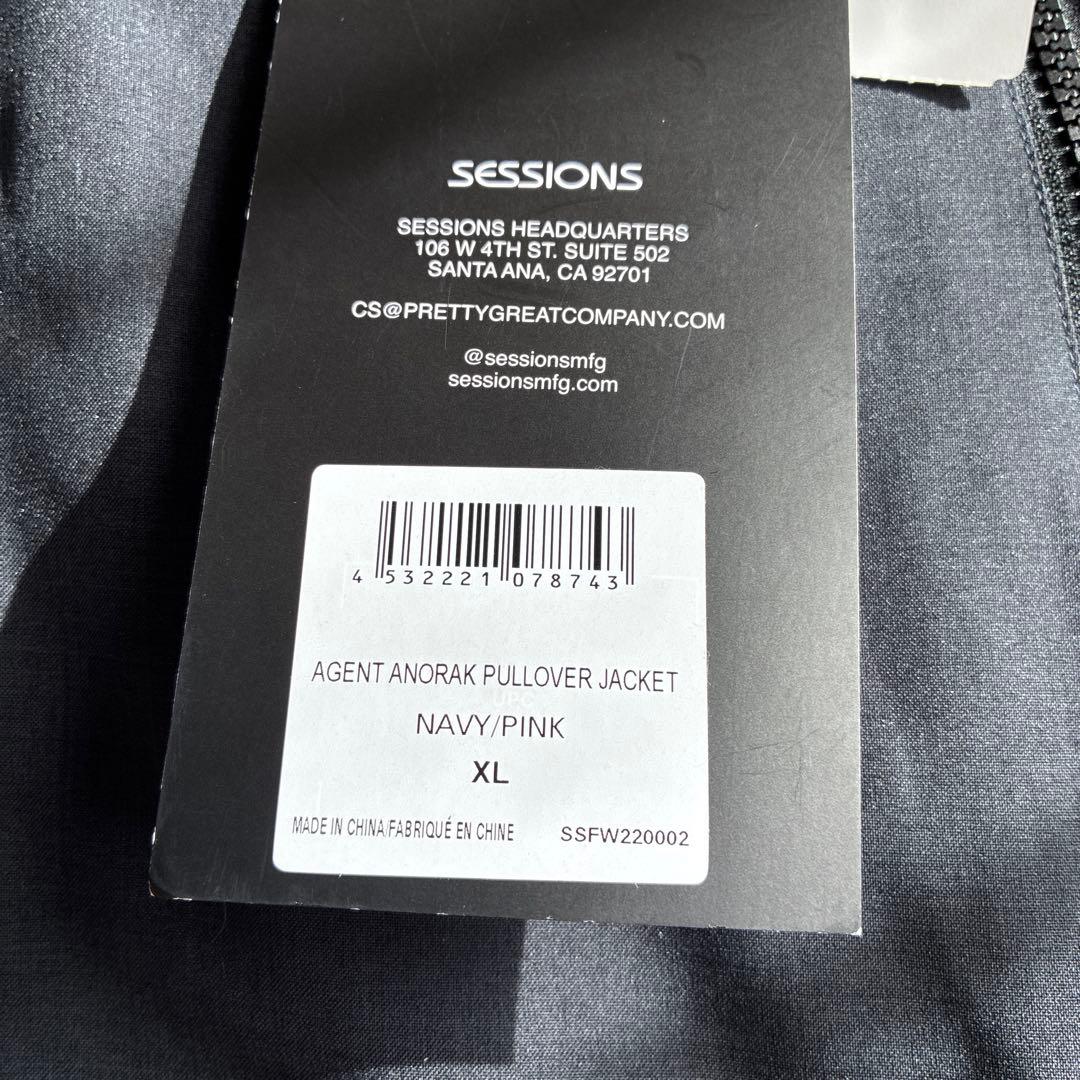 SESSIONS
SESSIONS HEADQUARTERS
106 W 4TH ST. SUITE 502
SANTA ANA, CA 92701
CS@PRETTYGREATCOMPANY.COM
@sessionsmfg
sessionsmfg.com
4 532221 078743
AGENT ANORAK PULLOVER JACKET
UPC
NAVY/PINK
XL
MADE IN CHINA/FABRIQUÉ EN CHINE SSFW220002